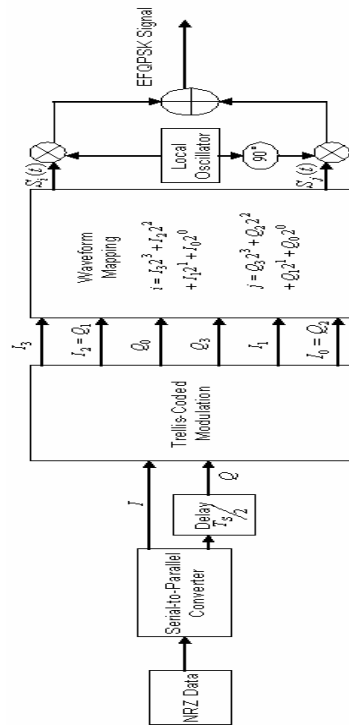 NRZ Data
Serial-to-Parallel
Converter
I
Q
Delay
T_S/2
Trellis-Coded
Modulation
I_3
I_2 = Q_1
Q_0
Q_3
I_1
I_0 = Q_2
Waveform
Mapping
i = I_3 2^3 + I_2 2^2
+ I_1 2^1 + I_0 2^0
j = Q_3 2^3 + Q_2 2^2
+ Q_1 2^1 + Q_0 2^0
S_i(t)
S_j(t)
Local
Oscillator
90°
EFQPSK Signal